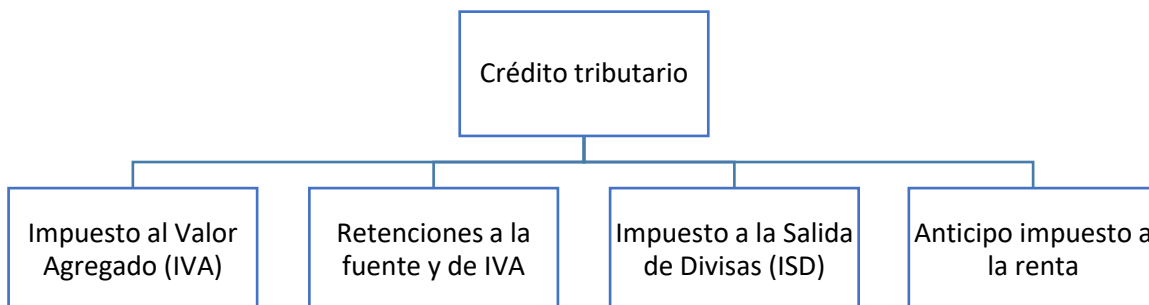 Crédito tributario
Impuesto al Valor
Agregado (IVA)
Retenciones a la
fuente y de IVA
Impuesto a la Salida
de Divisas (ISD)
Anticipo impuesto a
la renta